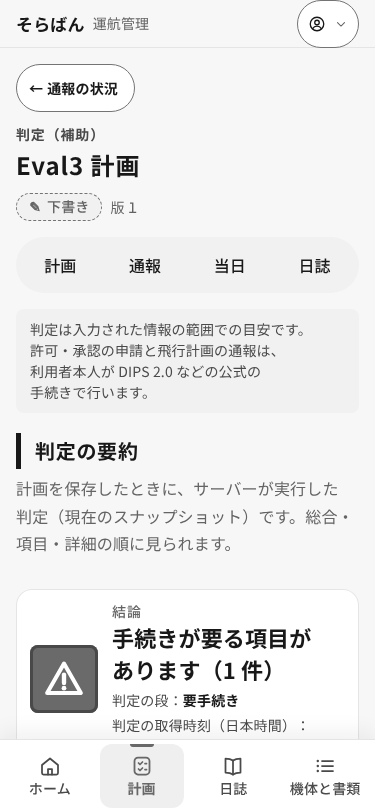 そらばん 運航管理
← 通報の状況
判定（補助）
Eval3 計画
✎ 下書き 版 1
計画 通報 当日 日誌
判定は入力された情報の範囲での目安です。
許可・承認の申請と飛行計画の通報は、
利用者本人が DIPS 2.0 などの公式の
手続きで行います。
判定の要約
計画を保存したときに、サーバーが実行した
判定（現在のスナップショット）です。総合・
項目・詳細の順に見られます。
結論
手続きが要る項目が
あります（1 件）
判定の段：要手続き
判定の取得時刻（日本時間）：
ホーム 計画 日誌 機体と書類